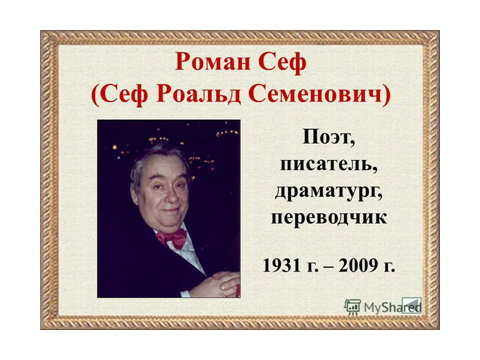 Роман Сеф
(Сеф Роальд Семенович)
Поэт,
писатель,
драматург,
переводчик
1931 г. – 2009 г.
MyShared